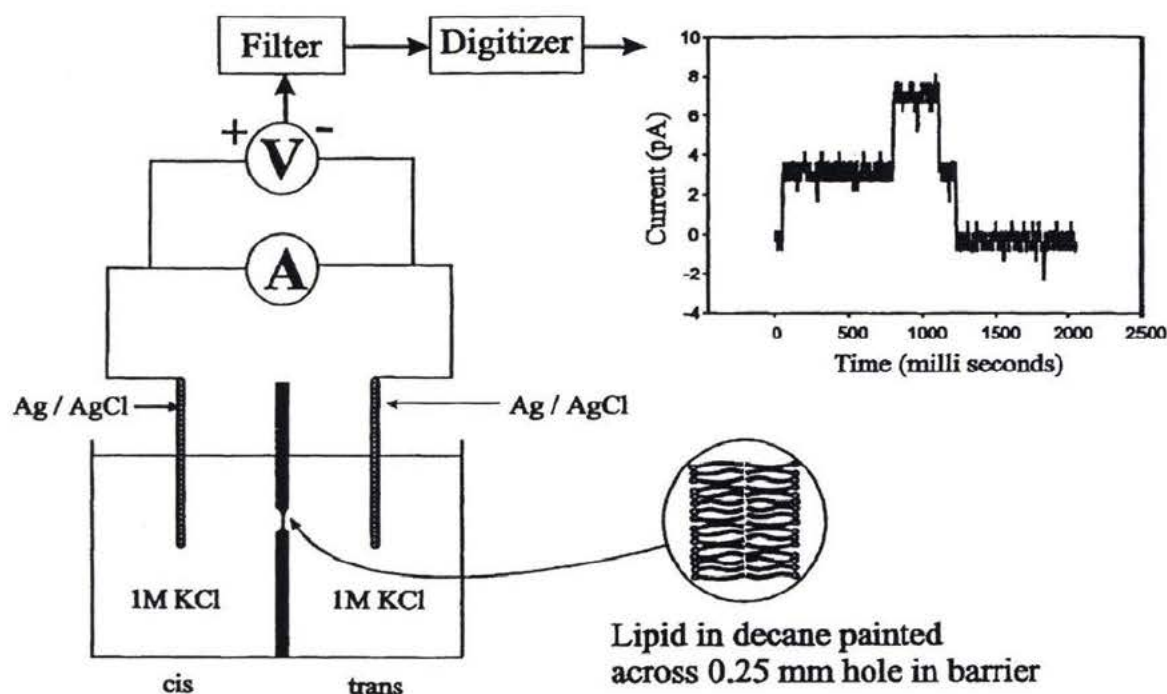 Filter
Digitizer
+
V
-
A
10
8
6
4
2
0
-2
-4
Current (pA)
0
500
1000
1500
2000
2500
Time (milli seconds)
Ag / AgCl
Ag / AgCl
1M KCl
1M KCl
cis
trans
Lipid in decane painted
across 0.25 mm hole in barrier